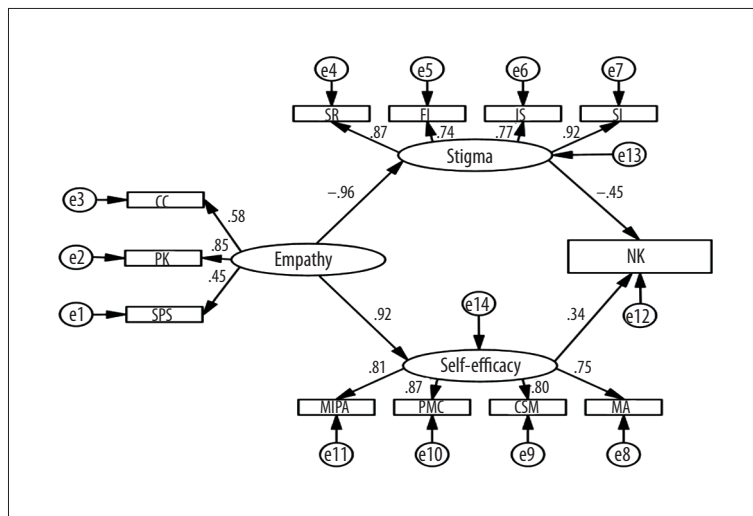 e4 e5 e6 e7
SR FI JS SI
.87 .74 .77 .92
Stigma e13
e3 CC
–.96 –.45
.58
e2 PK .85 Empathy NK
.45
e1 SPS
e14 e12
.92 .34
Self-efficacy
.81 .87 .80 .75
MIPA PMC CSM MA
e11 e10 e9 e8